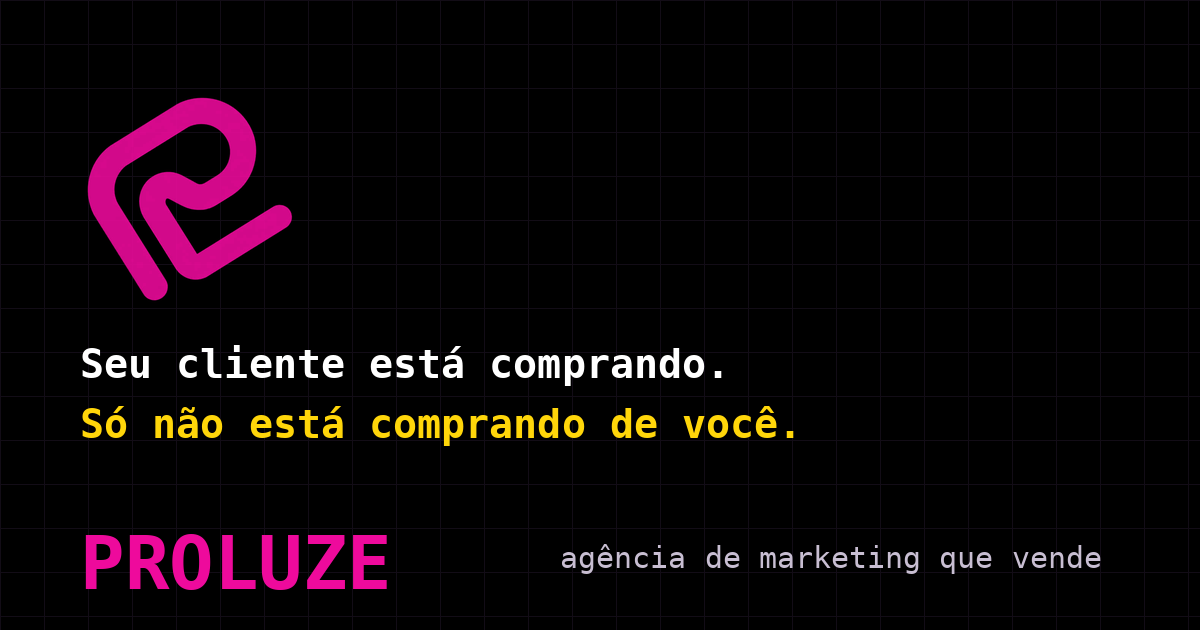 Seu cliente está comprando.
Só não está comprando de você.
PROLUZE
agência de marketing que vende